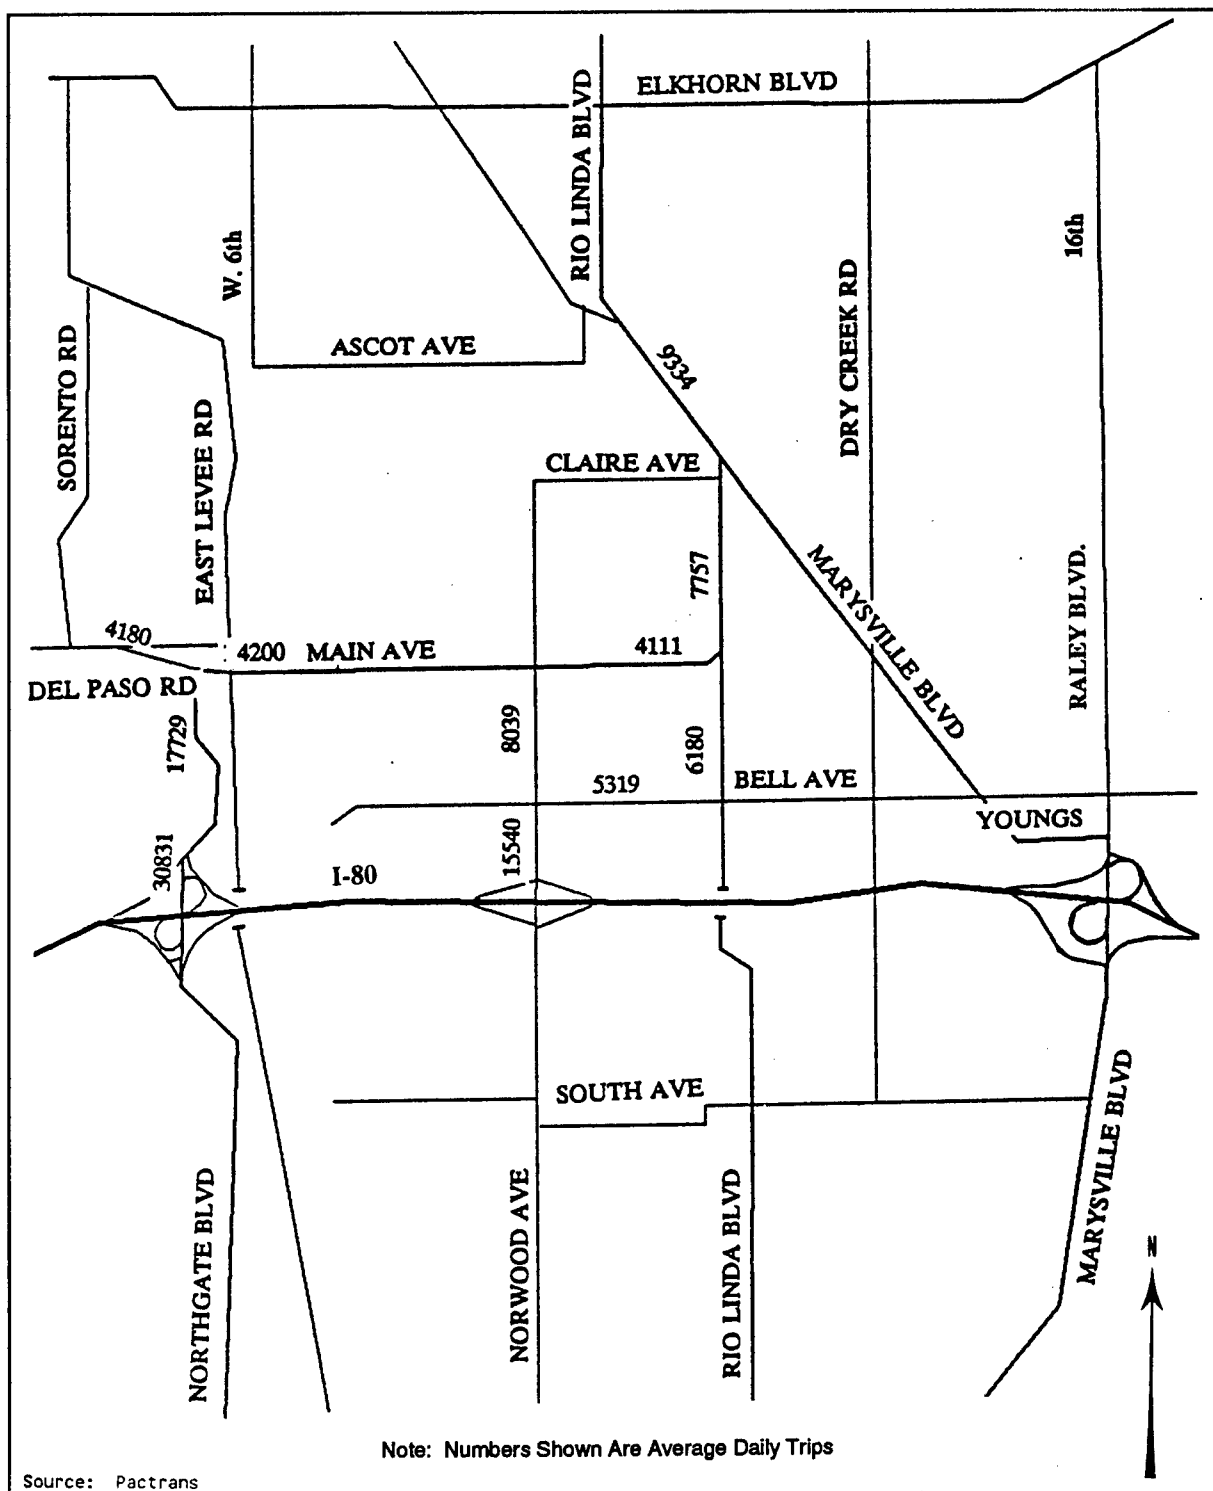 ELKHORN BLVD
RIO LINDA BLVD
16th
W. 6th
DRY CREEK RD
ASCOT AVE
SORENTO RD
9334
EAST LEVEE RD
CLAIRE AVE
7757
MARYSVILLE BLVD
RALEY BLVD.
4180
4200 MAIN AVE
4111
DEL PASO RD
17729
8039
6180
5319
BELL AVE
YOUNGS
30831
15540
I-80
SOUTH AVE
MARYSVILLE BLVD
NORTHGATE BLVD
NORWOOD AVE
RIO LINDA BLVD
N
Note: Numbers Shown Are Average Daily Trips
Source: Pactrans